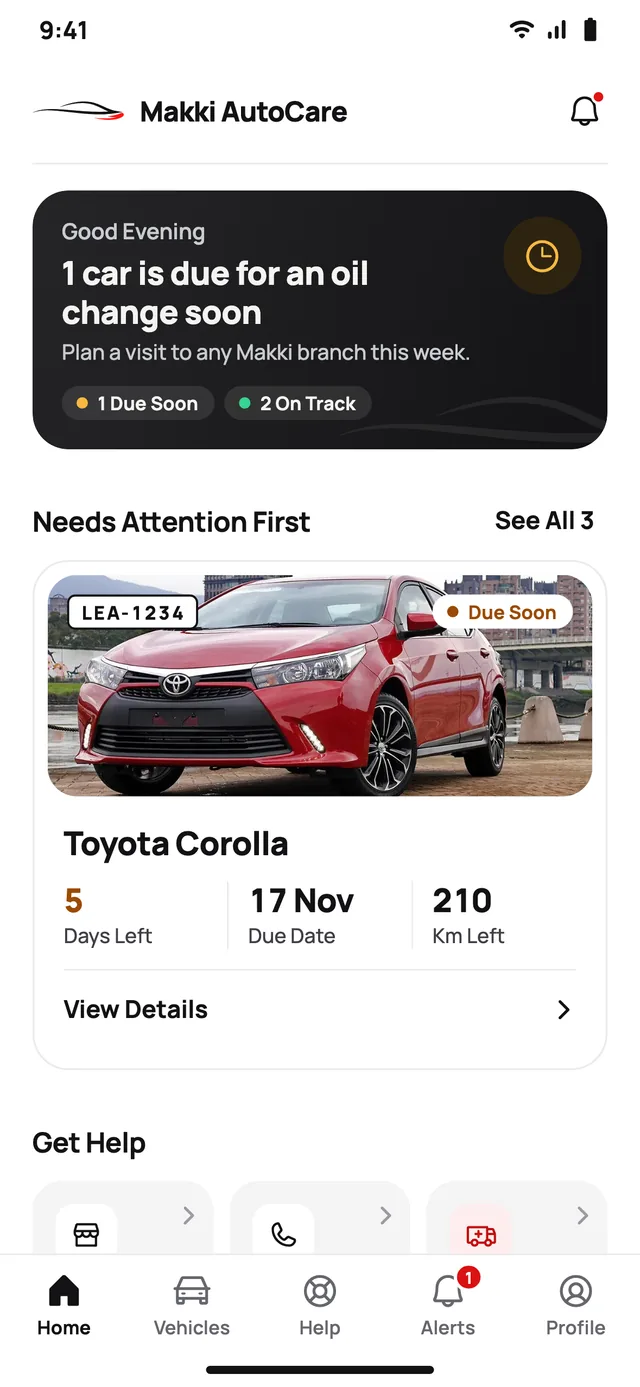 9:41
Makki AutoCare
Good Evening
1 car is due for an oil
change soon
Plan a visit to any Makki branch this week.
1 Due Soon
2 On Track
Needs Attention First
See All 3
LEA-1234
Due Soon
Toyota Corolla
5
Days Left
17 Nov
Due Date
210
Km Left
View Details
Get Help
1
Home
Vehicles
Help
Alerts
Profile